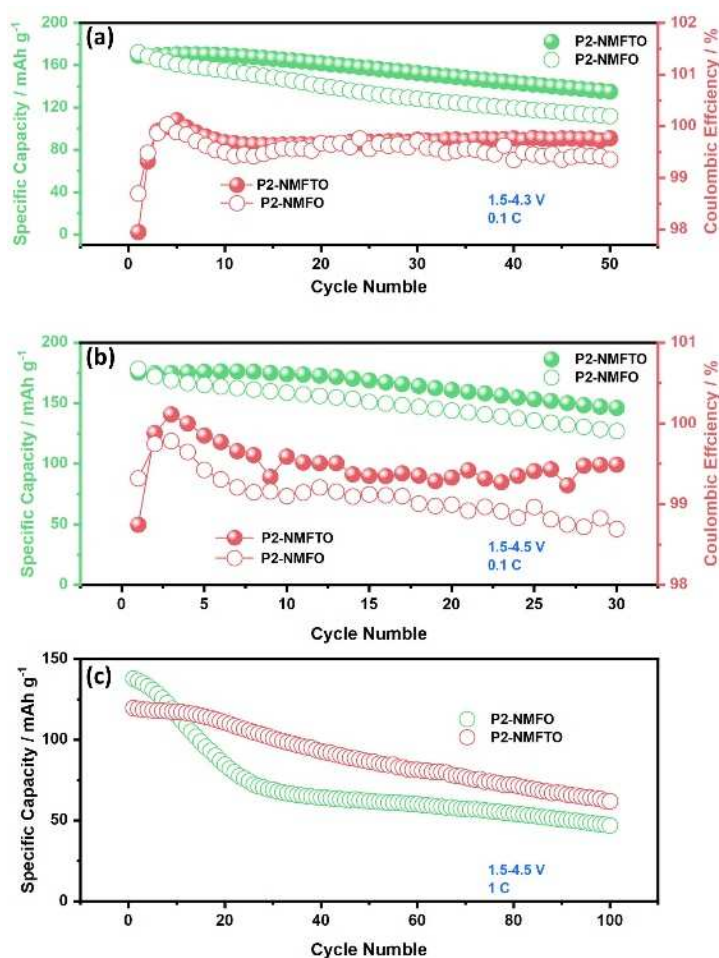 (a)
P2-NMFTO
P2-NMFO
P2-NMFTO
P2-NMFO
1.5-4.3 V
0.1 C
200
160
120
80
40
0
Specific Capacity / mAh g-1
102
101
100
99
98
Coulombic Effciency / %
0 10 20 30 40 50
Cycle Numble
(b)
P2-NMFTO
P2-NMFO
P2-NMFTO
P2-NMFO
1.5-4.5 V
0.1 C
200
150
100
50
0
Specific Capacity / mAh g-1
101
100
99
98
Coulombic Effciency / %
0 5 10 15 20 25 30
Cycle Numble
(c)
P2-NMFO
P2-NMFTO
1.5-4.5 V
1 C
150
100
50
0
Specific Capacity / mAh g-1
0 20 40 60 80 100
Cycle Numble